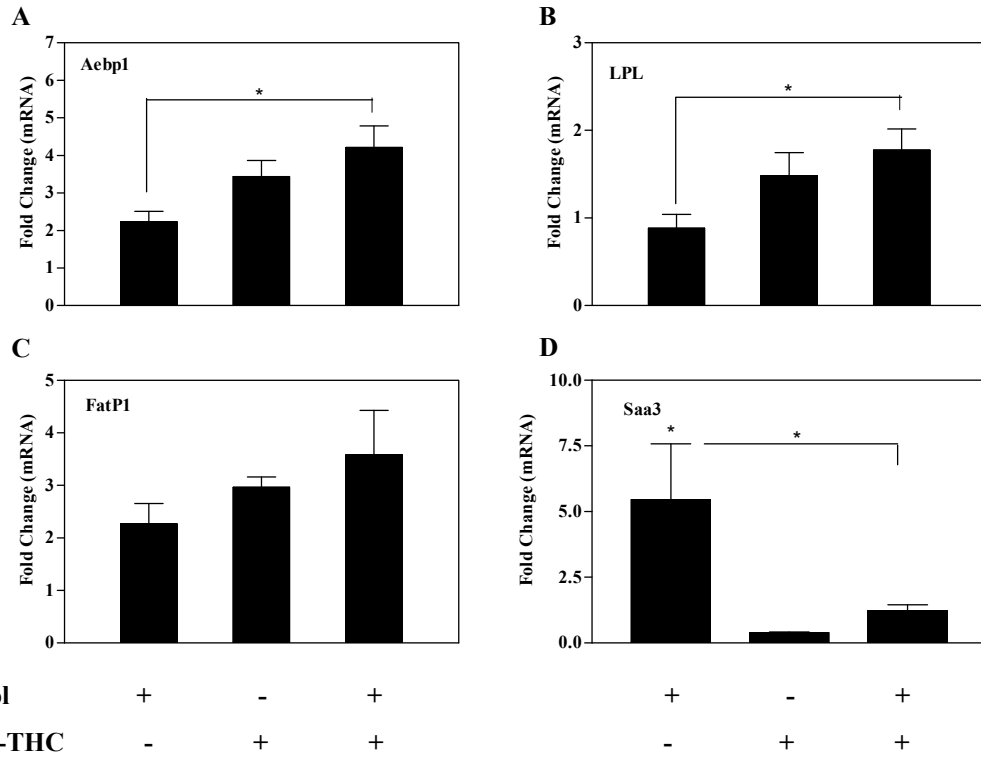 A
Aebp1
Fold Change (mRNA)
7
6
5
4
3
2
1
0
*
B
LPL
Fold Change (mRNA)
3
2
1
0
*
C
FatP1
Fold Change (mRNA)
5
4
3
2
1
0
D
Saa3
Fold Change (mRNA)
10.0
7.5
5.0
2.5
0.0
*
*
ol + - + + - +
-THC - + + - + +